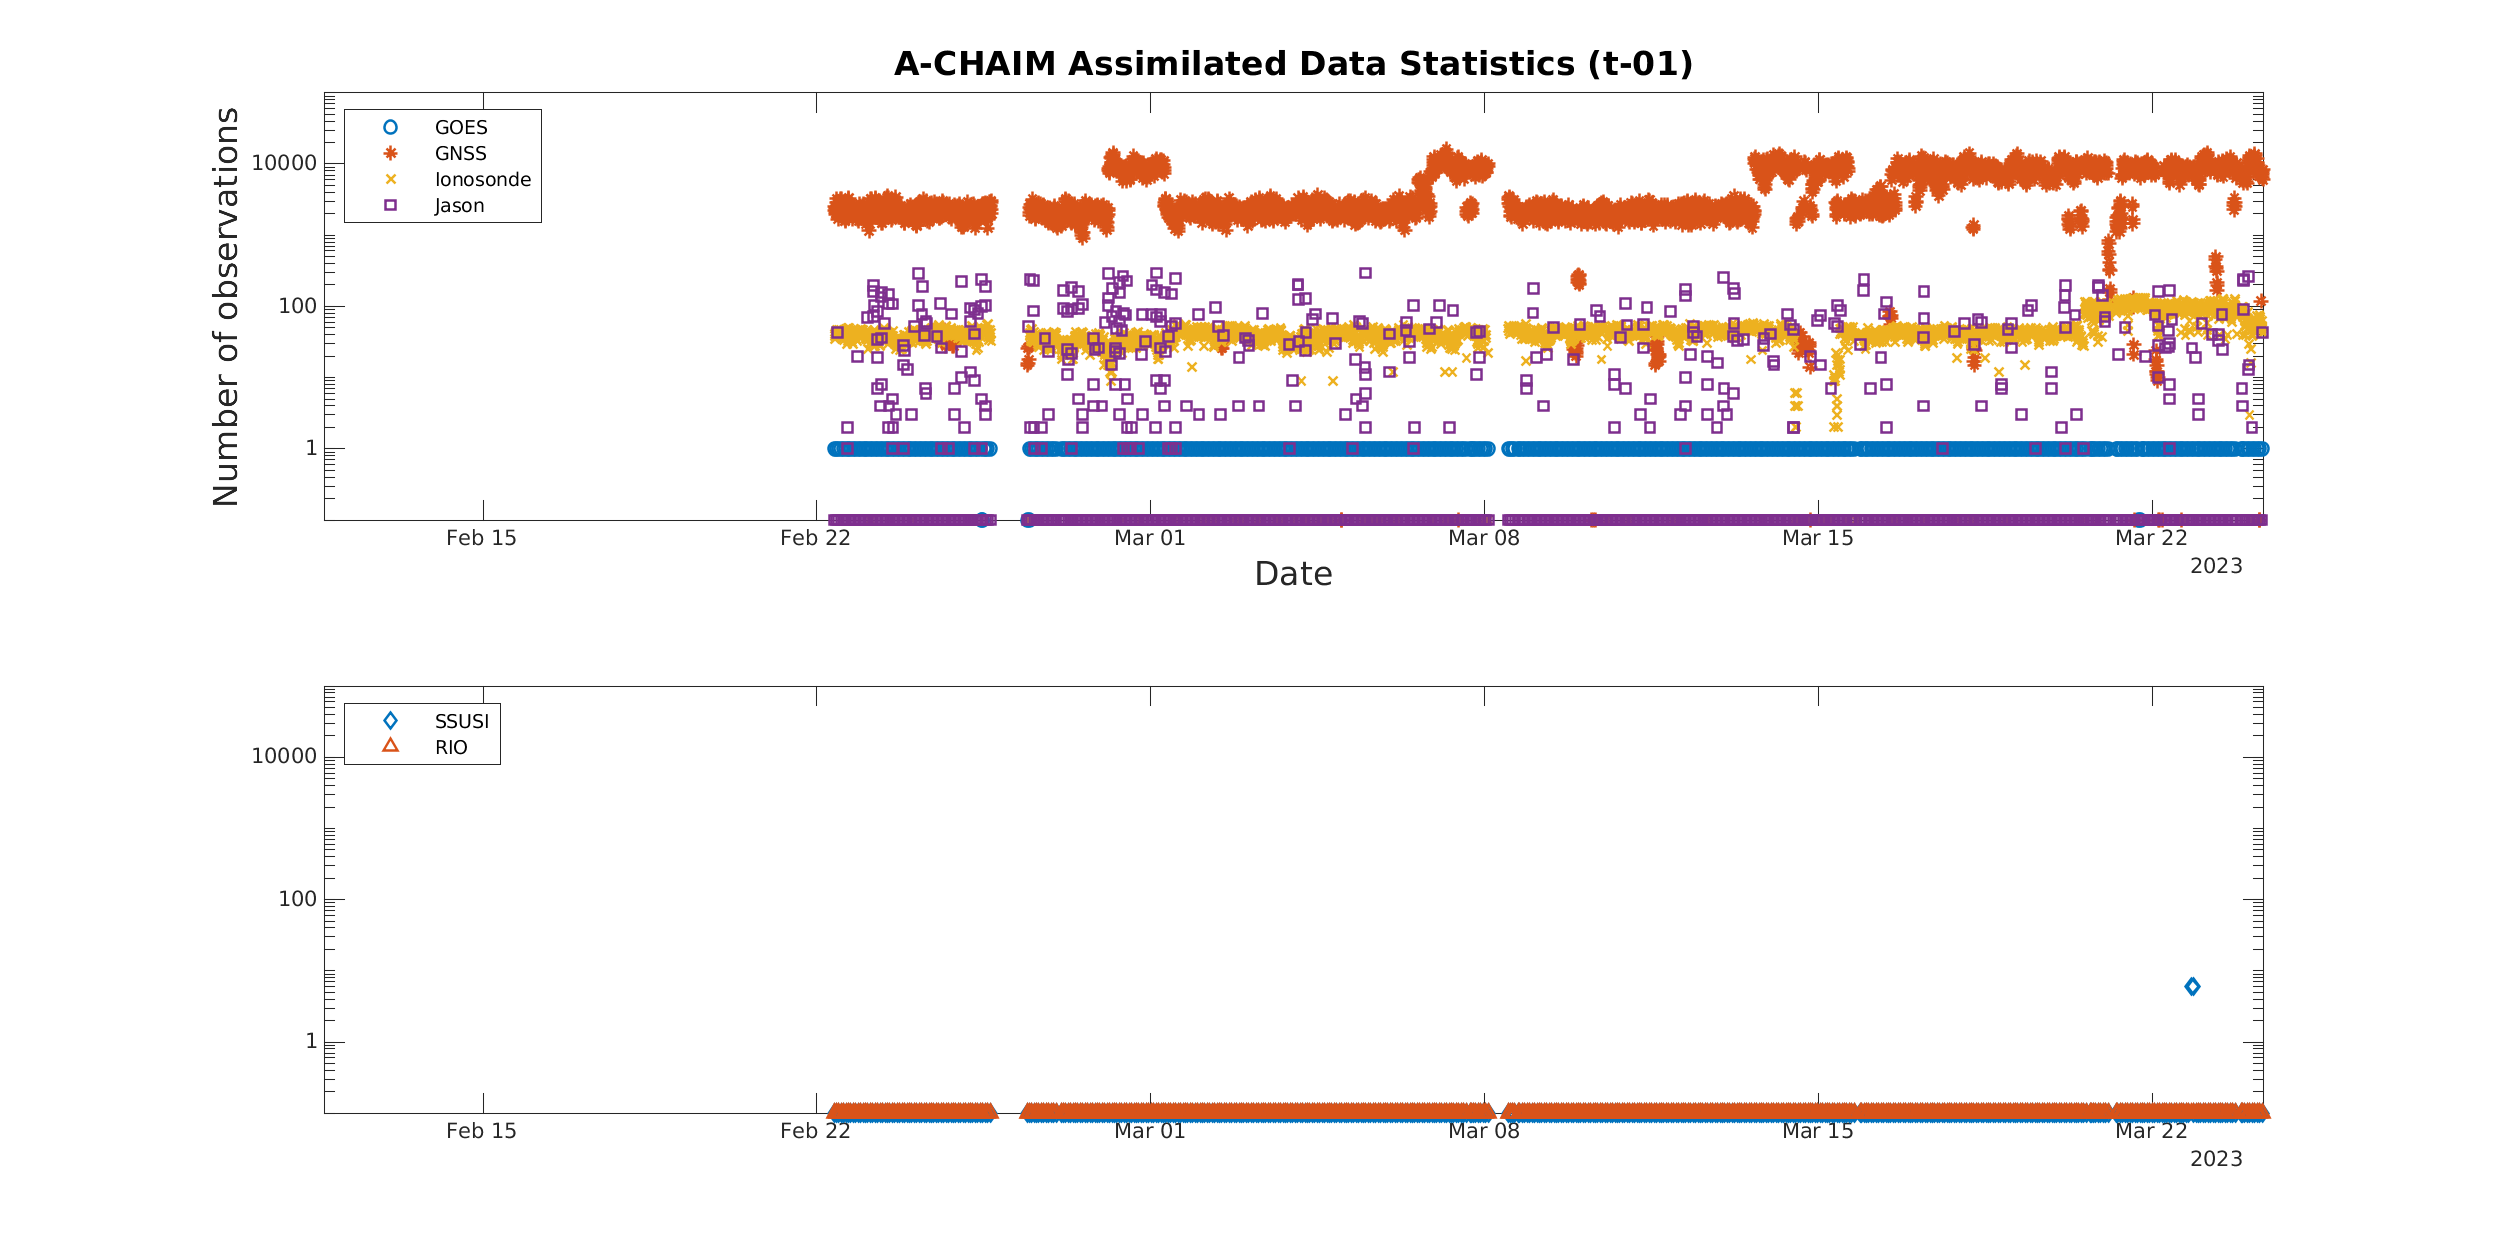 A-CHAIM Assimilated Data Statistics (t-01)
Number of observations
10000
100
1
GOES
GNSS
Ionosonde
Jason
Feb 15 Feb 22 Mar 01 Mar 08 Mar 15 Mar 22
2023
Date
10000
100
1
SSUSI
RIO
Feb 15 Feb 22 Mar 01 Mar 08 Mar 15 Mar 22
2023